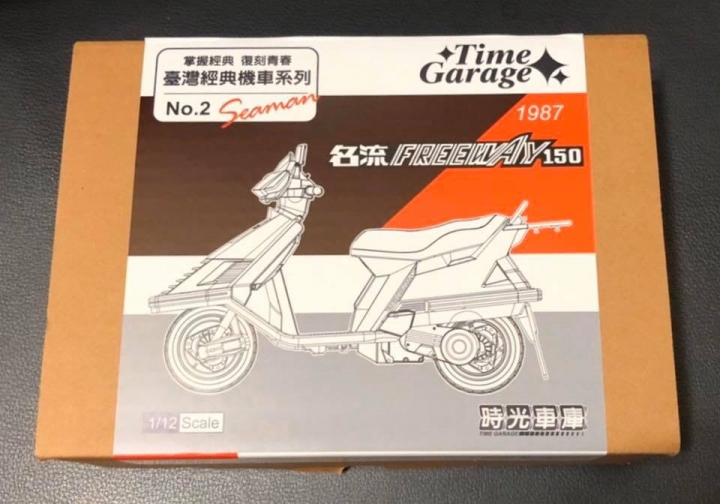 掌握經典 復刻青春
臺灣經典機車系列
No.2 Seaman
Time
Garage
1987
名流 FREEWAY 150
1/12 Scale
時光車庫
TIME GARAGE